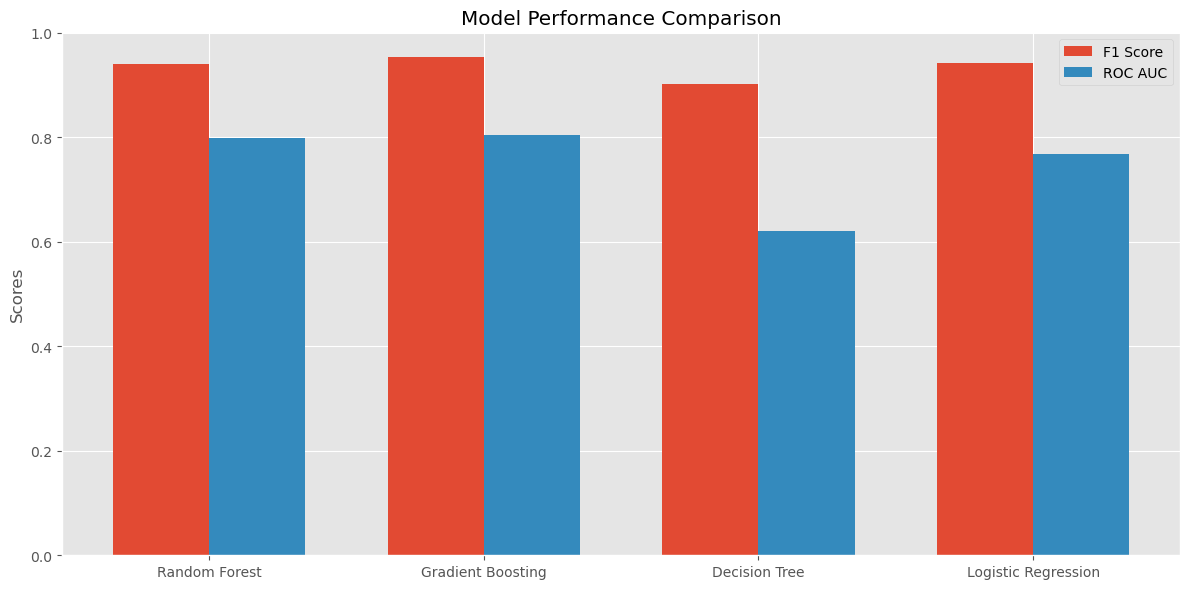 Model Performance Comparison
F1 Score
ROC AUC
1.0
0.8
0.6
0.4
0.2
0.0
Scores
Random Forest
Gradient Boosting
Decision Tree
Logistic Regression